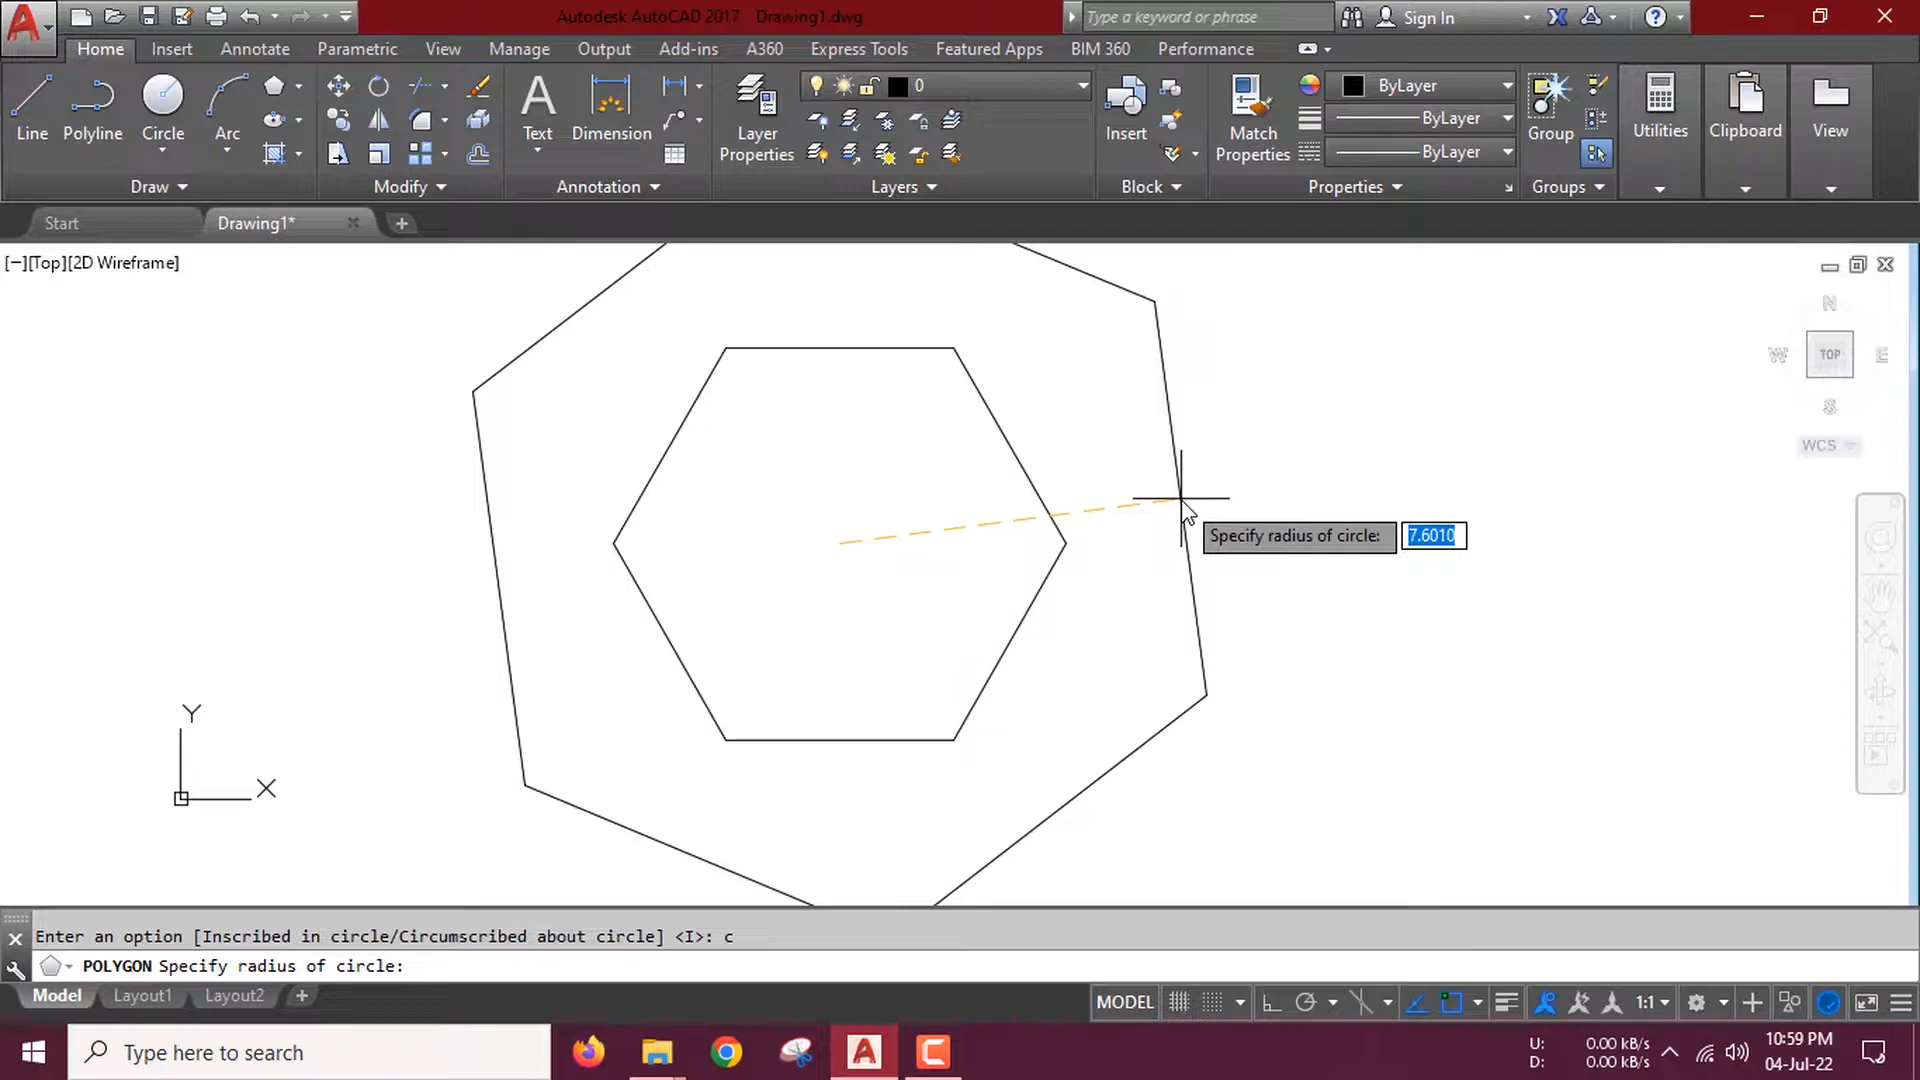 Autodesk AutoCAD 2017 Drawing1.dwg
Type a keyword or phrase
Sign In
Home Insert Annotate Parametric View Manage Output Add-ins A360 Express Tools Featured Apps BIM 360 Performance
Line Polyline Circle Arc
Draw
Modify
Text Dimension
Annotation
Layer Properties
0
Layers
Insert
Block
Match Properties
ByLayer
ByLayer
ByLayer
Properties
Group
Groups
Utilities
Clipboard
View
Start Drawing1*
[−][Top][2D Wireframe]
N
W TOP E
S
WCS
Specify radius of circle: 7.6010
Y
X
Enter an option [Inscribed in circle/Circumscribed about circle] <I>: c
POLYGON Specify radius of circle:
Model Layout1 Layout2
MODEL
1:1
Type here to search
U: 0.00 kB/s
D: 0.00 kB/s
10:59 PM
04-Jul-22